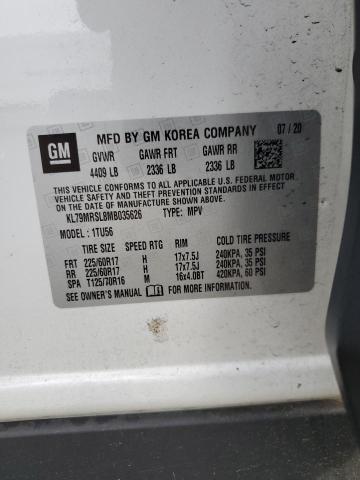 GM
MFD BY GM KOREA COMPANY 07/20
GVWR GAWR FRT GAWR RR
4409 LB 2336 LB 2336 LB
THIS VEHICLE CONFORMS TO ALL APPLICABLE U.S. FEDERAL MOTOR
VEHICLE SAFETY AND THEFT PREVENTION STANDARDS IN EFFECT
ON THE DATE OF MANUFACTURE SHOWN ABOVE.
KL79MRSL8MB035626 TYPE: MPV
MODEL: 1TU56
TIRE SIZE SPEED RTG RIM COLD TIRE PRESSURE
FRT 225/60R17 H 17x7.5J 240KPA, 35 PSI
RR 225/60R17 H 17x7.5J 240KPA, 35 PSI
SPA T125/70R16 M 16x4.0BT 420KPA, 60 PSI
SEE OWNER'S MANUAL FOR MORE INFORMATION